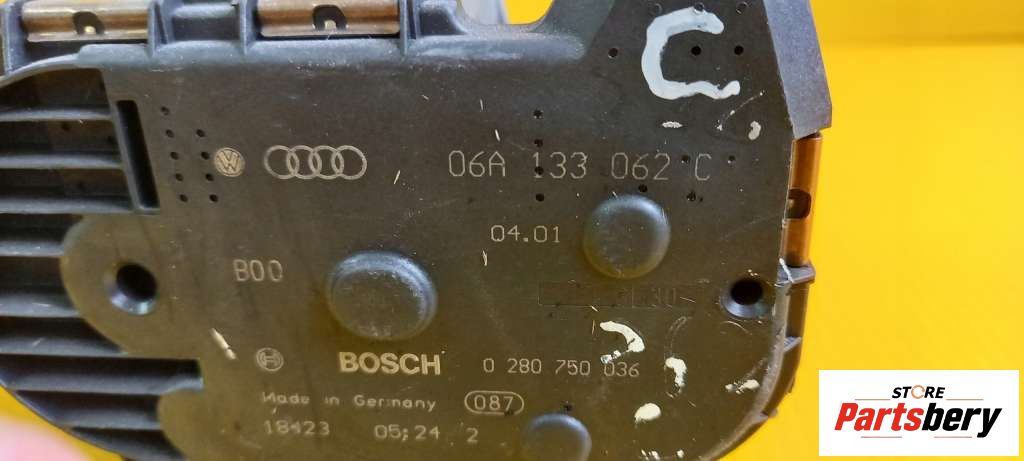 C
06A 133 062 C
04.01
B00
BOSCH 0 280 750 036
Made in Germany 087
18423 05;24 2
STORE
Partsbery